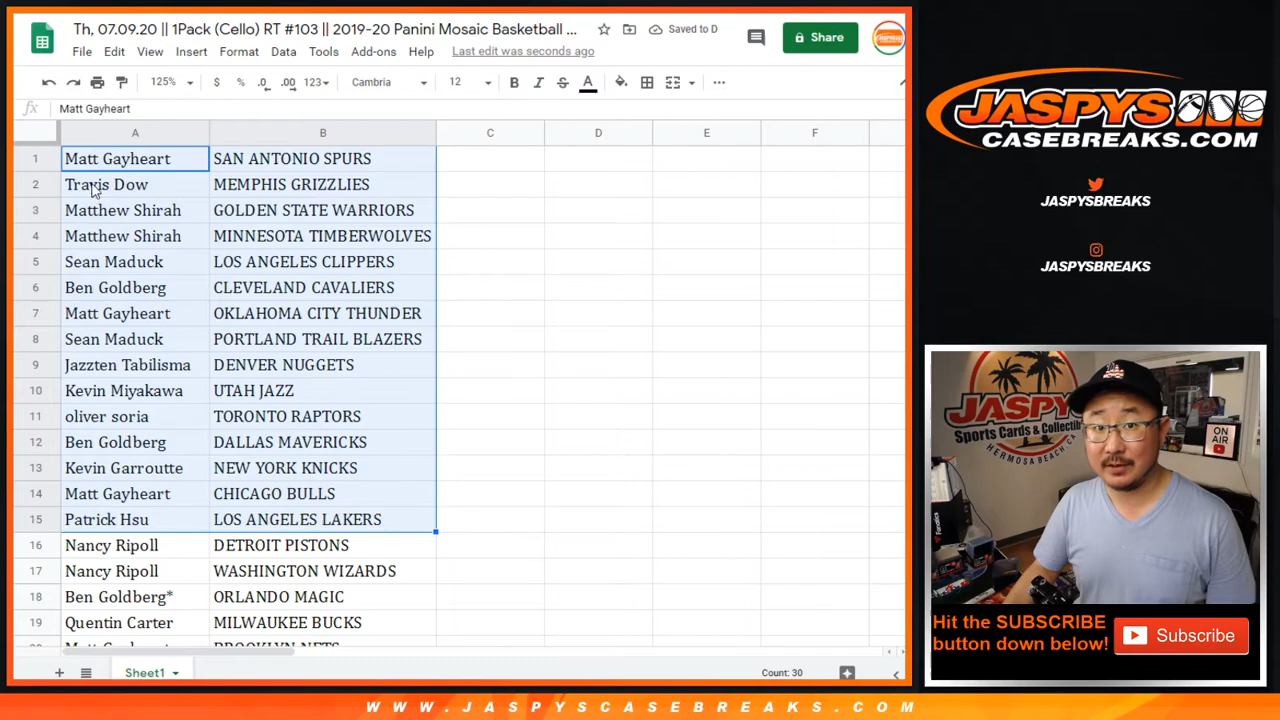 Th, 07.09.20 || 1Pack (Cello) RT #103 || 2019-20 Panini Mosaic Basketball ...
Saved to D
Share
File Edit View Insert Format Data Tools Add-ons Help Last edit was seconds ago
125% $ % .0 .00 123 Cambria 12 B I S A
fx Matt Gayheart
A B C D E F
1 Matt Gayheart SAN ANTONIO SPURS
2 Travis Dow MEMPHIS GRIZZLIES
3 Matthew Shirah GOLDEN STATE WARRIORS
4 Matthew Shirah MINNESOTA TIMBERWOLVES
5 Sean Maduck LOS ANGELES CLIPPERS
6 Ben Goldberg CLEVELAND CAVALIERS
7 Matt Gayheart OKLAHOMA CITY THUNDER
8 Sean Maduck PORTLAND TRAIL BLAZERS
9 Jazzten Tabilisma DENVER NUGGETS
10 Kevin Miyakawa UTAH JAZZ
11 oliver soria TORONTO RAPTORS
12 Ben Goldberg DALLAS MAVERICKS
13 Kevin Garroutte NEW YORK KNICKS
14 Matt Gayheart CHICAGO BULLS
15 Patrick Hsu LOS ANGELES LAKERS
16 Nancy Ripoll DETROIT PISTONS
17 Nancy Ripoll WASHINGTON WIZARDS
18 Ben Goldberg* ORLANDO MAGIC
19 Quentin Carter MILWAUKEE BUCKS
Matt Gayheart BROOKLYN NETS
Sheet1
Count: 30
JASPYS
CASEBREAKS.COM
JASPYSBREAKS
JASPYSBREAKS
JASPYS
Sports Cards & Collectibl
HERMOSA BEACH, CA
ON AIR
Hit the SUBSCRIBE
button down below!
Subscribe
WWW.JASPYSCASEBREAKS.COM